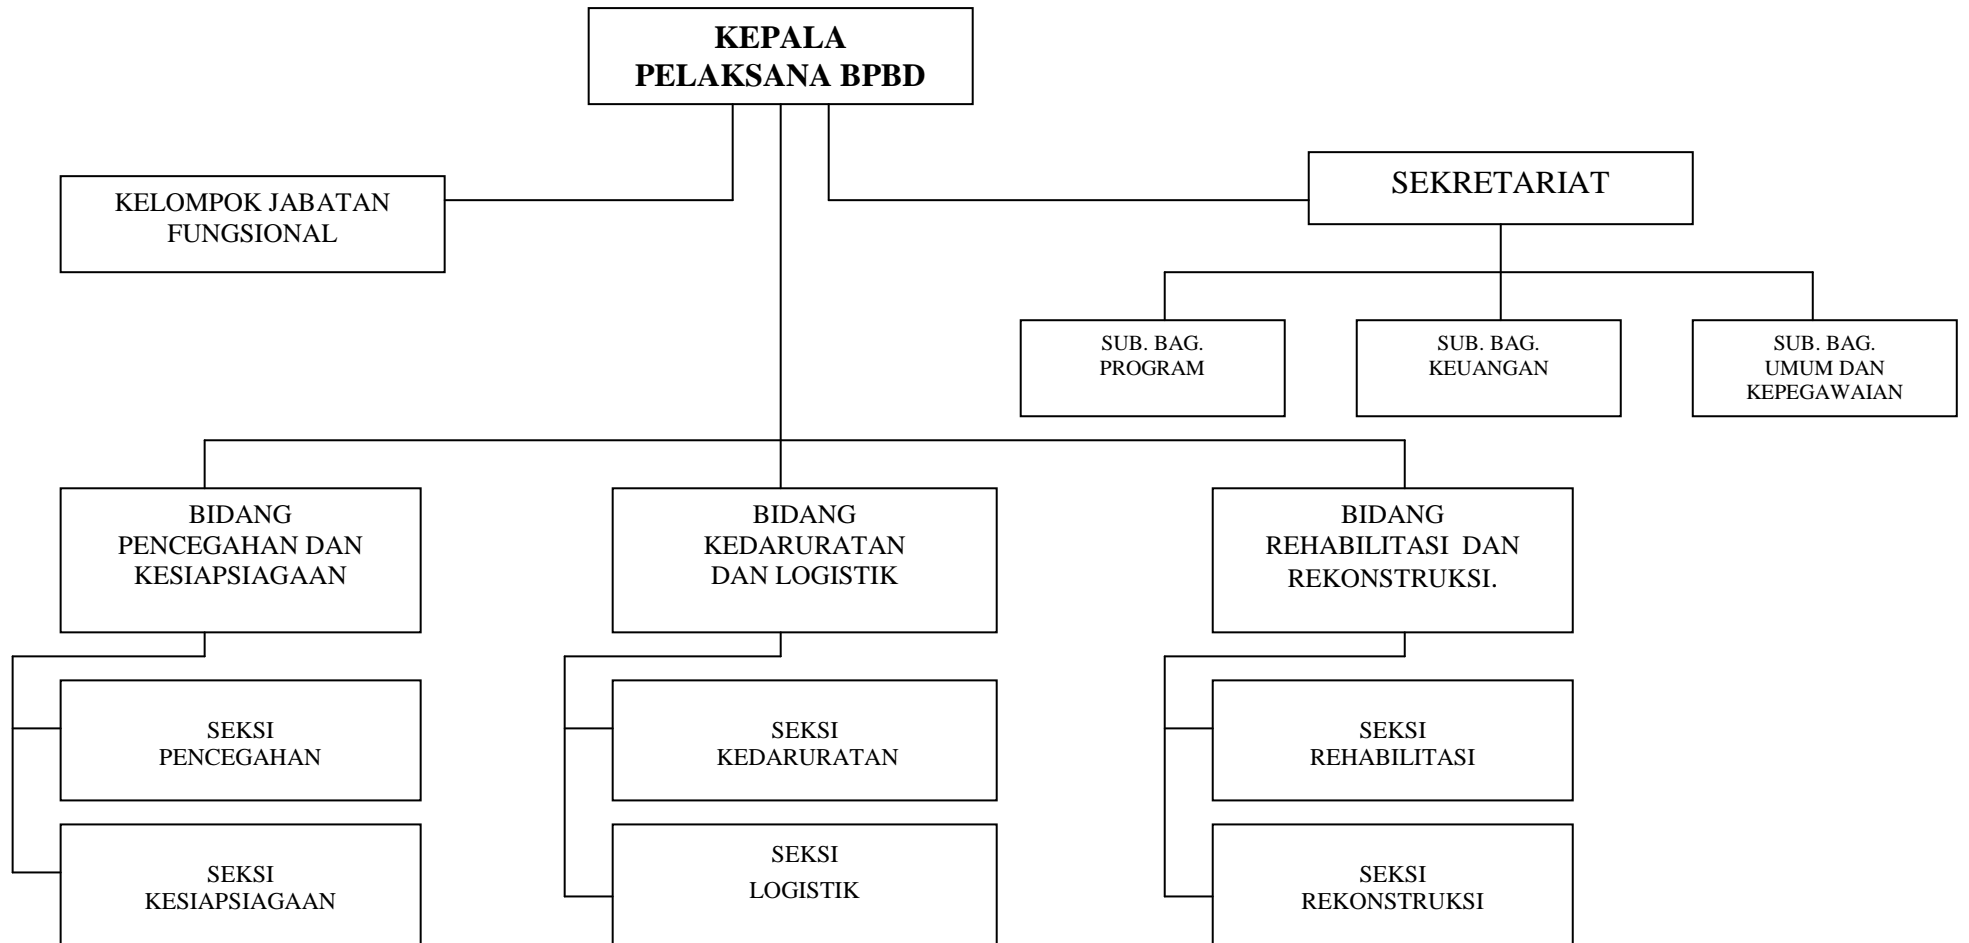 KEPALA
PELAKSANA BPBD
KELOMPOK JABATAN
FUNGSIONAL
SEKRETARIAT
SUB. BAG.
PROGRAM
SUB. BAG.
KEUANGAN
SUB. BAG.
UMUM DAN
KEPEGAWAIAN
BIDANG
PENCEGAHAN DAN
KESIAPSIAGAAN
BIDANG
KEDARURATAN
DAN LOGISTIK
BIDANG
REHABILITASI DAN
REKONSTRUKSI.
SEKSI
PENCEGAHAN
SEKSI
KEDARURATAN
SEKSI
REHABILITASI
SEKSI
KESIAPSIAGAAN
SEKSI
LOGISTIK
SEKSI
REKONSTRUKSI